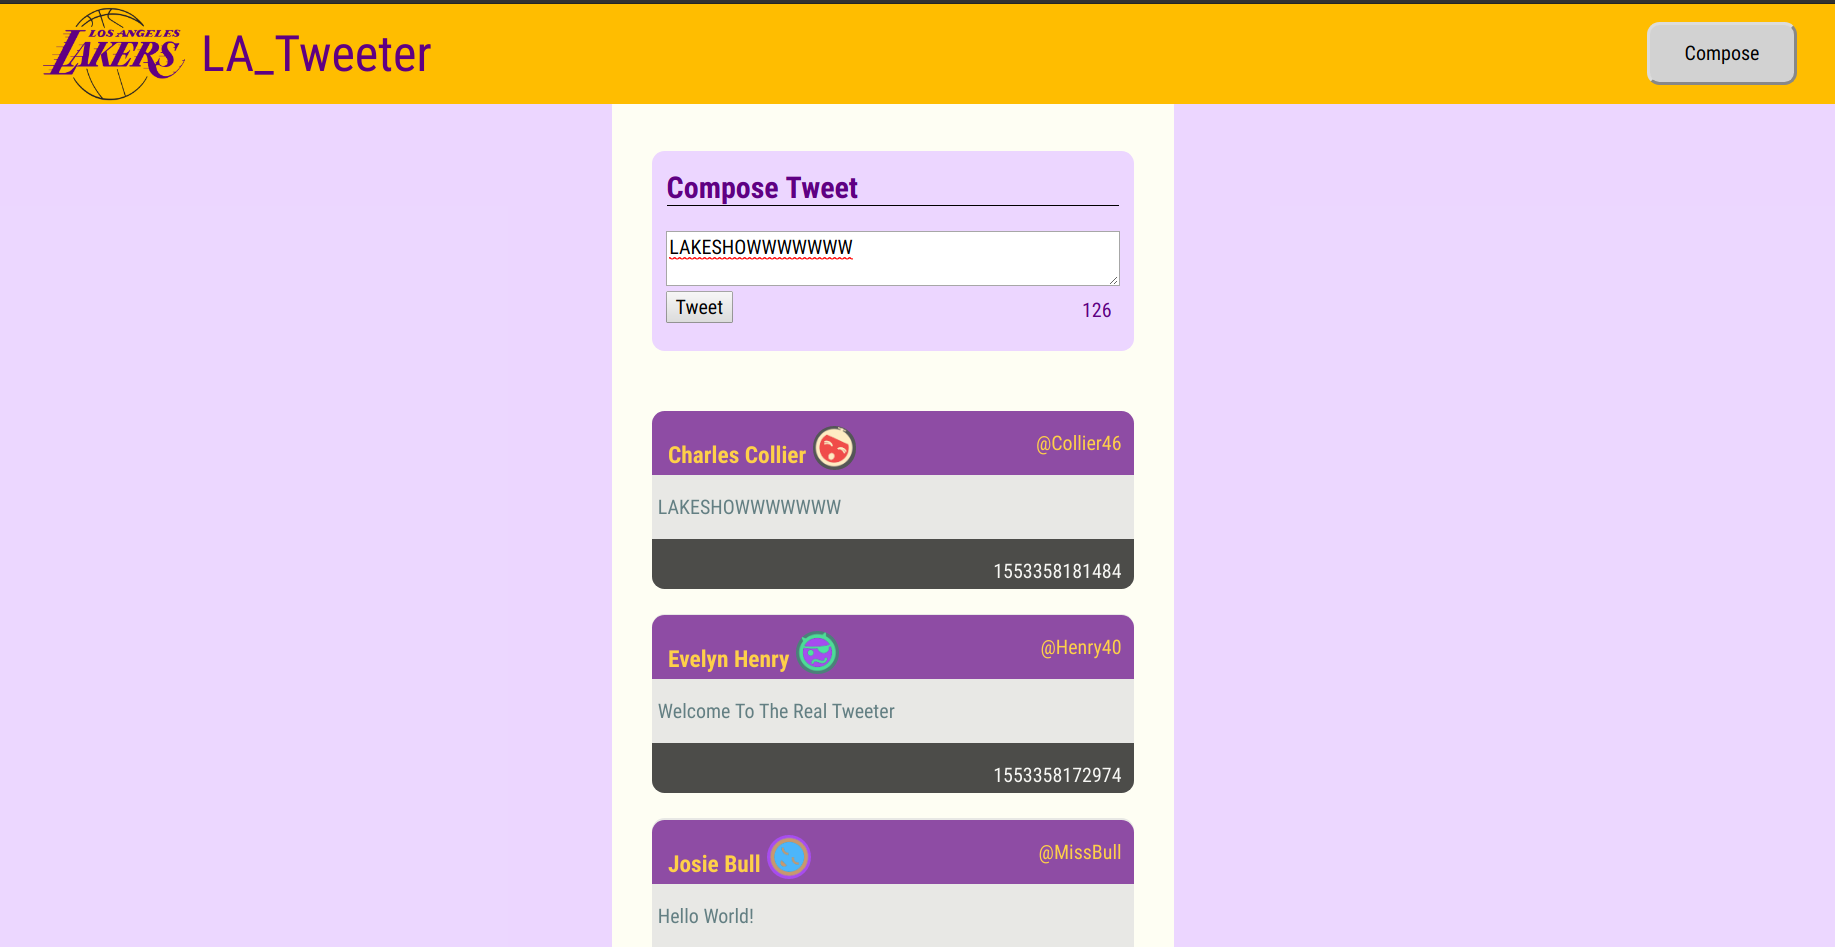 LOS ANGELES
LAKERS
LA_Tweeter
Compose
Compose Tweet
LAKESHOWWWWWWW
Tweet
126
Charles Collier
@Collier46
LAKESHOWWWWWWW
1553358181484
Evelyn Henry
@Henry40
Welcome To The Real Tweeter
1553358172974
Josie Bull
@MissBull
Hello World!